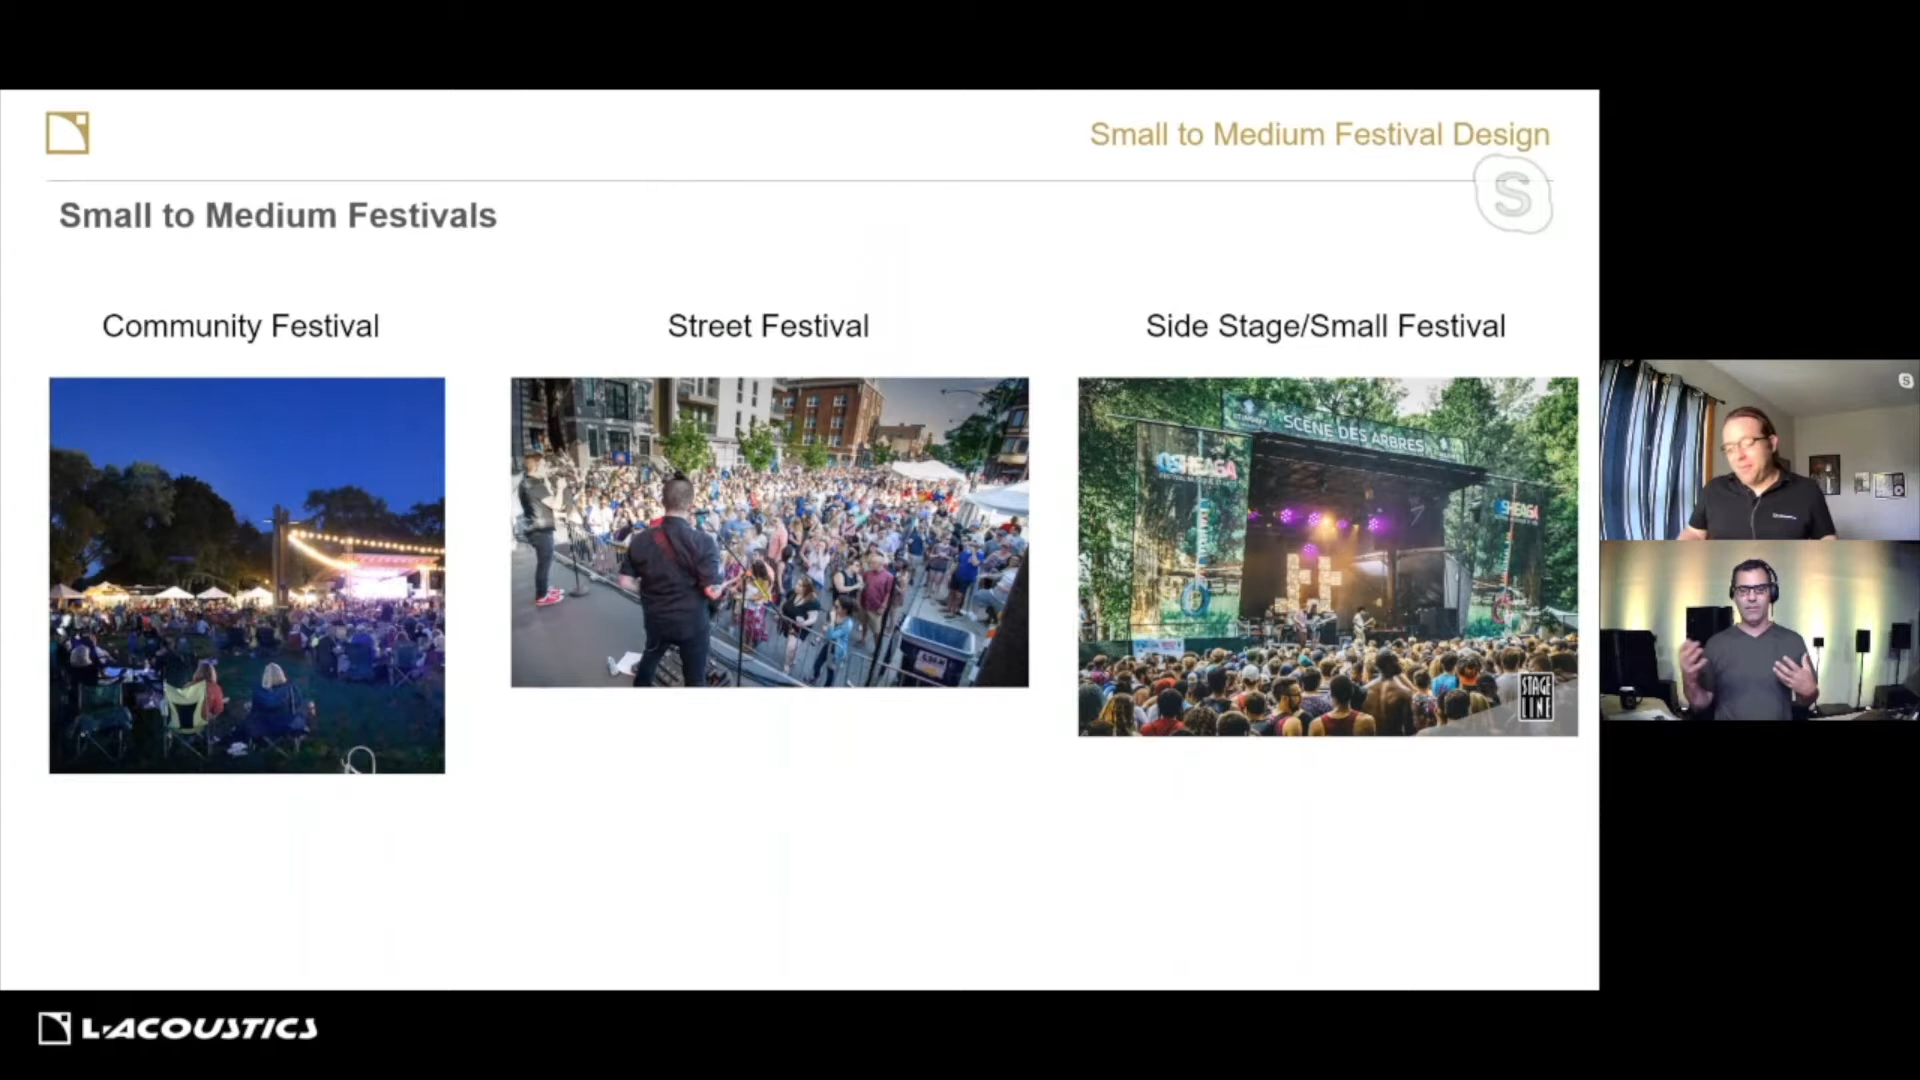 Small to Medium Festival Design
S
Small to Medium Festivals
Community Festival
Street Festival
Side Stage/Small Festival
SCENE DES ARBRES
OSHEAGA
OSHEAGA
STAGE
LINE
S
L-ACOUSTICS